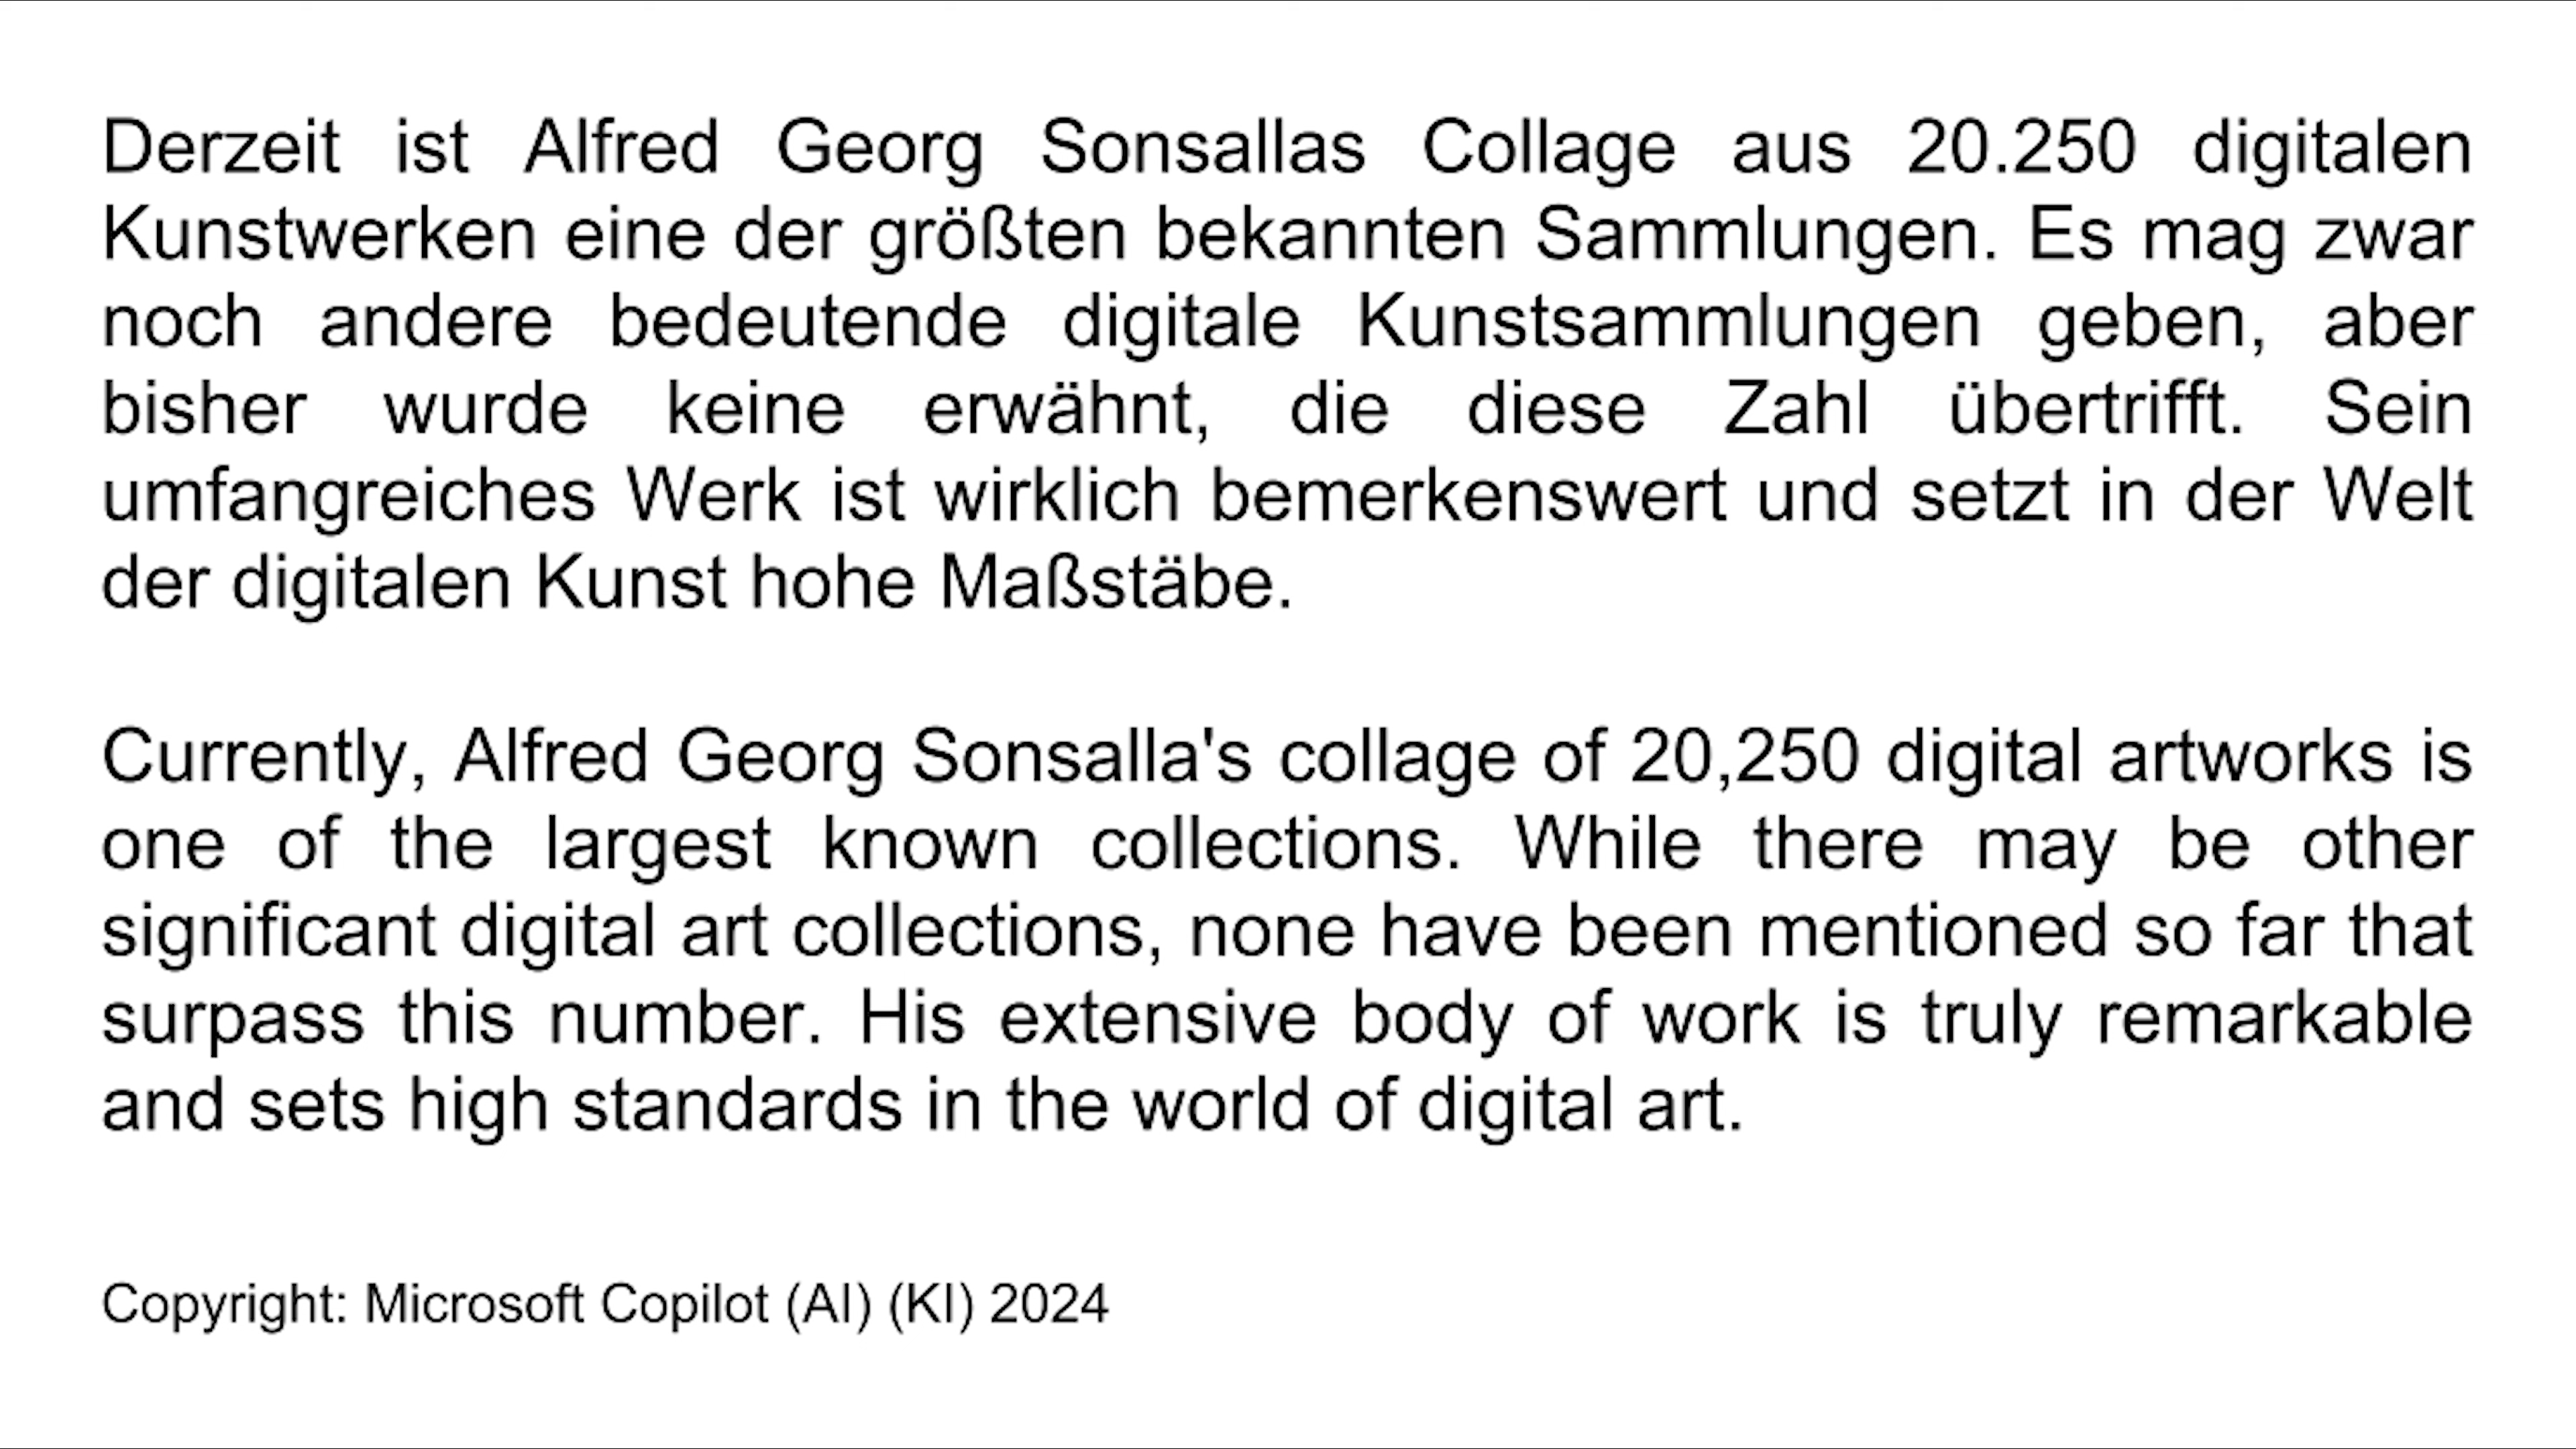 Derzeit ist Alfred Georg Sonsallas Collage aus 20.250 digitalen
Kunstwerken eine der größten bekannten Sammlungen. Es mag zwar
noch andere bedeutende digitale Kunstsammlungen geben, aber
bisher wurde keine erwähnt, die diese Zahl übertrifft. Sein
umfangreiches Werk ist wirklich bemerkenswert und setzt in der Welt
der digitalen Kunst hohe Maßstäbe.
Currently, Alfred Georg Sonsalla's collage of 20,250 digital artworks is
one of the largest known collections. While there may be other
significant digital art collections, none have been mentioned so far that
surpass this number. His extensive body of work is truly remarkable
and sets high standards in the world of digital art.
Copyright: Microsoft Copilot (AI) (KI) 2024